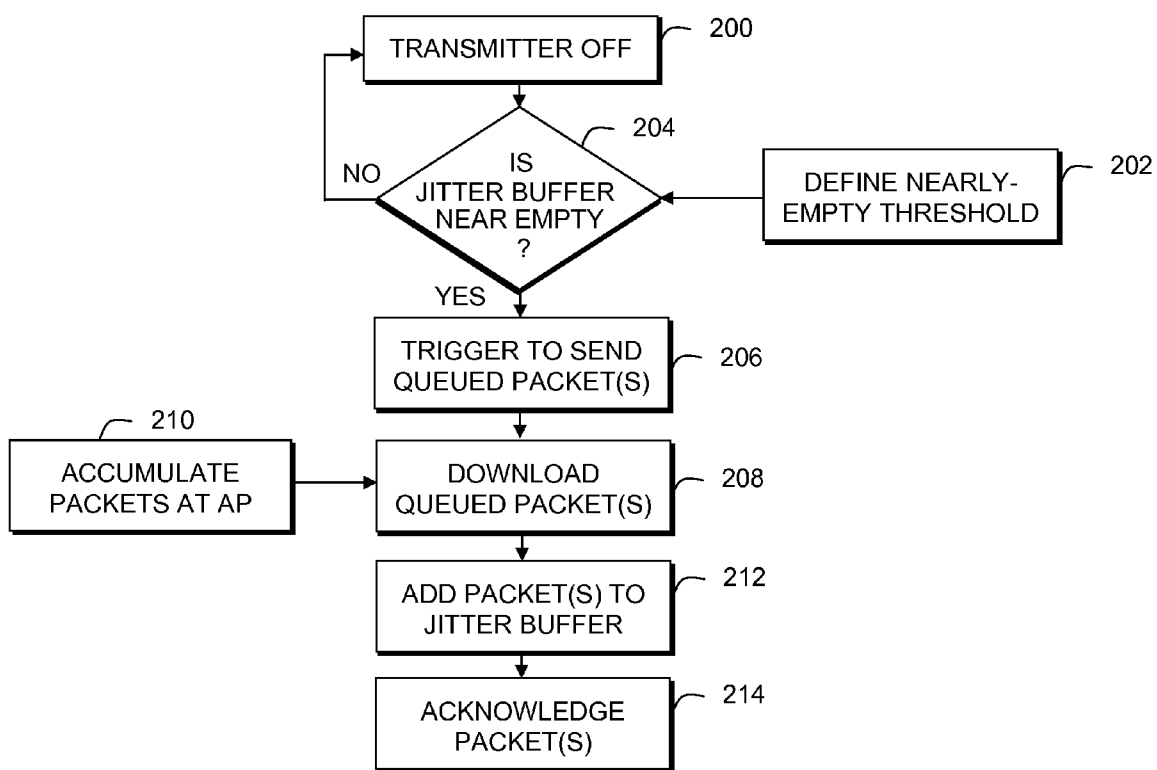 TRANSMITTER OFF
200
204
NO
IS
JITTER BUFFER
NEAR EMPTY
?
DEFINE NEARLY-
EMPTY THRESHOLD
202
YES
TRIGGER TO SEND
QUEUED PACKET(S)
206
210
ACCUMULATE
PACKETS AT AP
DOWNLOAD
QUEUED PACKET(S)
208
ADD PACKET(S) TO
JITTER BUFFER
212
ACKNOWLEDGE
PACKET(S)
214